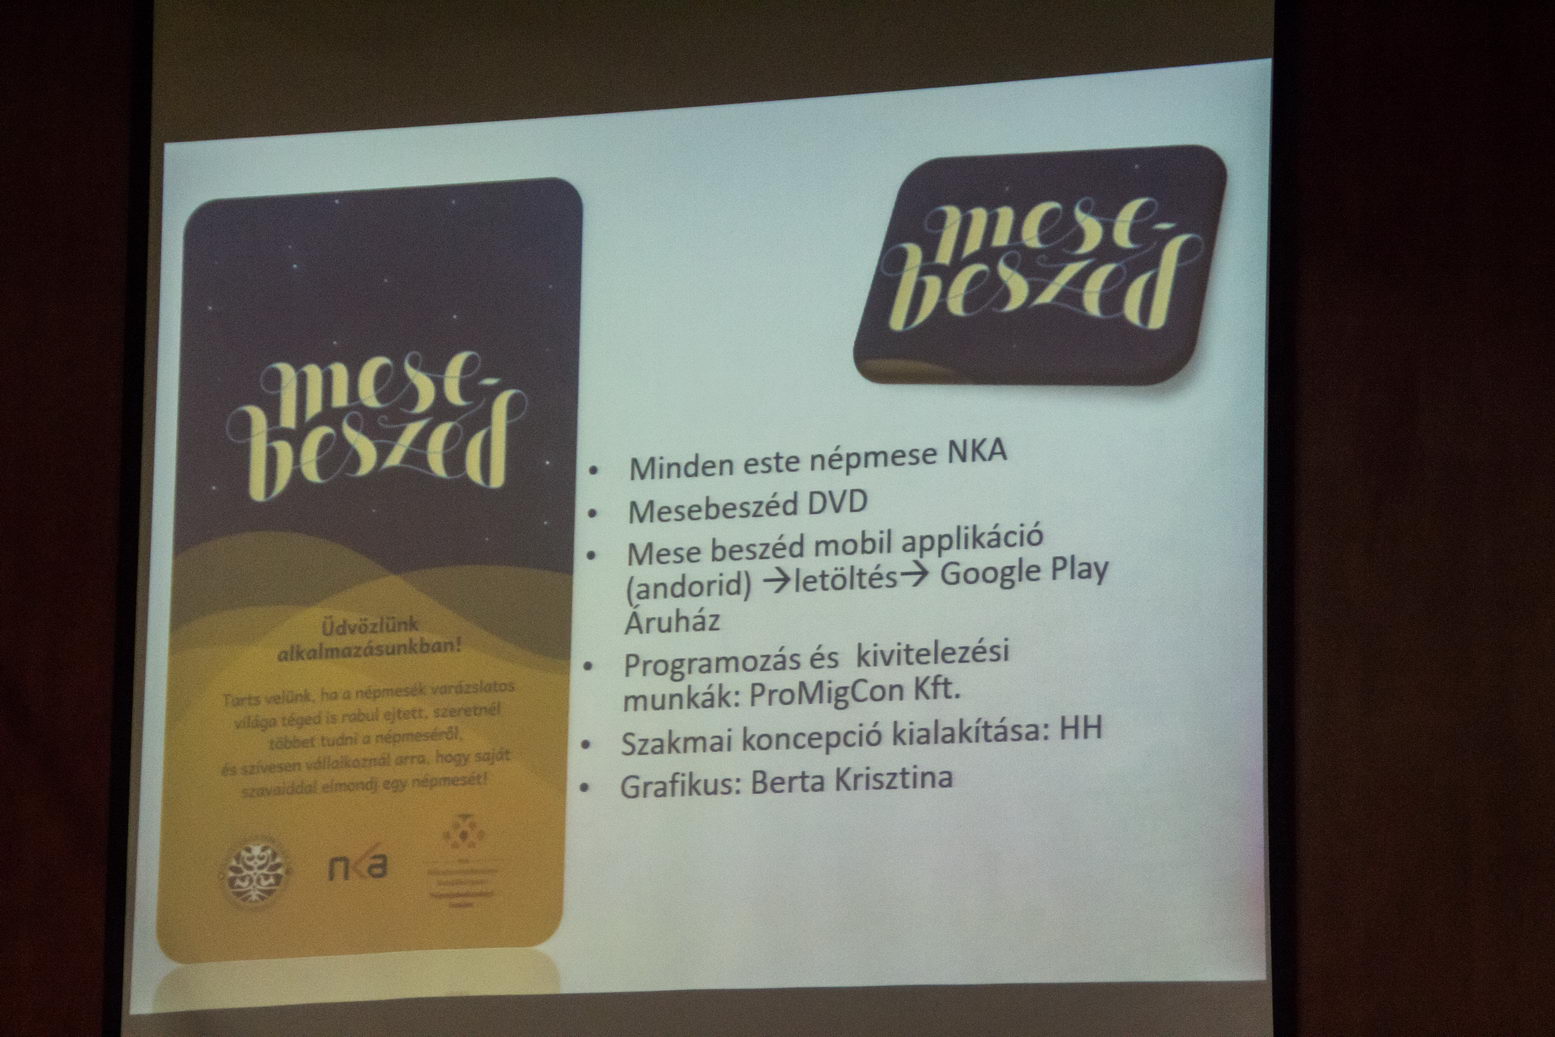 mese-
beszéd
Üdvözlünk
alkalmazásunkban!
Tarts velünk, ha a népmesék varázslatos
világa téged is rabul ejtett, szeretnél
többet tudni a népmeséről,
és szívesen vállalkoznál arra, hogy saját
szavaiddal elmondj egy népmesét!
nka
mese-
beszéd
• Minden este népmese NKA
• Mesebeszéd DVD
• Mese beszéd mobil applikáció
(andorid) →letöltés→ Google Play
Áruház
• Programozás és kivitelezési
munkák: ProMigCon Kft.
• Szakmai koncepció kialakítása: HH
• Grafikus: Berta Krisztina